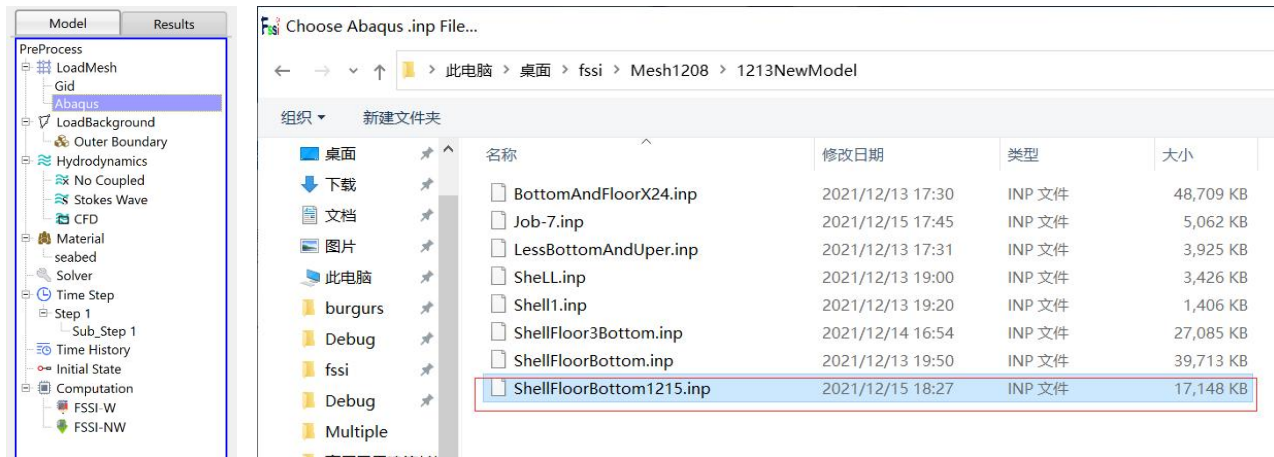 Model Results
PreProcess
LoadMesh
Gid
Abaqus
LoadBackground
Outer Boundary
Hydrodynamics
No Coupled
Stokes Wave
CFD
Material
seabed
Solver
Time Step
Step 1
Sub_Step 1
Time History
Initial State
Computation
FSSI-W
FSSI-NW
Choose Abaqus .inp File...
此电脑 > 桌面 > fssi > Mesh1208 > 1213NewModel
组织 新建文件夹
桌面
下载
文档
图片
此电脑
burgurs
Debug
fssi
Debug
Multiple
名称 修改日期 类型 大小
BottomAndFloorX24.inp 2021/12/13 17:30 INP 文件 48,709 KB
Job-7.inp 2021/12/15 17:45 INP 文件 5,062 KB
LessBottomAndUper.inp 2021/12/13 17:31 INP 文件 3,925 KB
SheLL.inp 2021/12/13 19:00 INP 文件 3,426 KB
Shell1.inp 2021/12/13 19:20 INP 文件 1,406 KB
ShellFloor3Bottom.inp 2021/12/14 16:54 INP 文件 27,085 KB
ShellFloorBottom.inp 2021/12/13 19:50 INP 文件 39,713 KB
ShellFloorBottom1215.inp 2021/12/15 18:27 INP 文件 17,148 KB